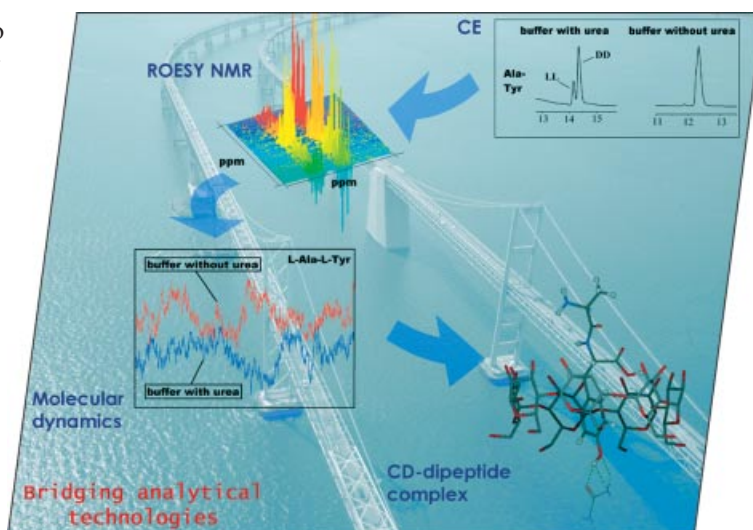 CE
buffer with urea
buffer without urea
Ala-
Tyr
LL
DD
13 14 15
11 12 13
ROESY NMR
ppm
ppm
buffer without urea
L-Ala-L-Tyr
buffer with urea
Molecular
dynamics
CD-dipeptide
complex
Bridging analytical
technologies